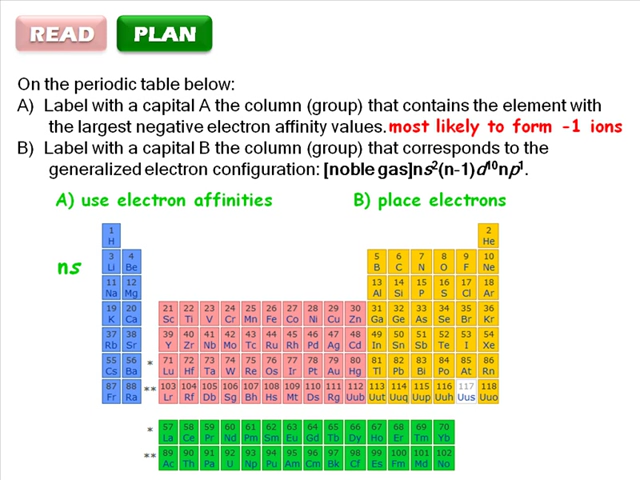 READ PLAN
On the periodic table below:
A) Label with a capital A the column (group) that contains the element with
the largest negative electron affinity values. most likely to form -1 ions
B) Label with a capital B the column (group) that corresponds to the
generalized electron configuration: [noble gas]ns²(n-1)d¹⁰np¹.
A) use electron affinities B) place electrons
ns
1 2
H He
3 4 5 6 7 8 9 10
Li Be B C N O F Ne
11 12 13 14 15 16 17 18
Na Mg Al Si P S Cl Ar
19 20 21 22 23 24 25 26 27 28 29 30 31 32 33 34 35 36
K Ca Sc Ti V Cr Mn Fe Co Ni Cu Zn Ga Ge As Se Br Kr
37 38 39 40 41 42 43 44 45 46 47 48 49 50 51 52 53 54
Rb Sr Y Zr Nb Mo Tc Ru Rh Pd Ag Cd In Sn Sb Te I Xe
55 56 * 71 72 73 74 75 76 77 78 79 80 81 82 83 84 85 86
Cs Ba Lu Hf Ta W Re Os Ir Pt Au Hg Tl Pb Bi Po At Rn
87 88 ** 103 104 105 106 107 108 109 110 111 112 113 114 115 116 117 118
Fr Ra Lr Rf Db Sg Bh Hs Mt Ds Rg Uub Uut Uuq Uup Uuh Uus Uuo
* 57 58 59 60 61 62 63 64 65 66 67 68 69 70
La Ce Pr Nd Pm Sm Eu Gd Tb Dy Ho Er Tm Yb
** 89 90 91 92 93 94 95 96 97 98 99 100 101 102
Ac Th Pa U Np Pu Am Cm Bk Cf Es Fm Md No